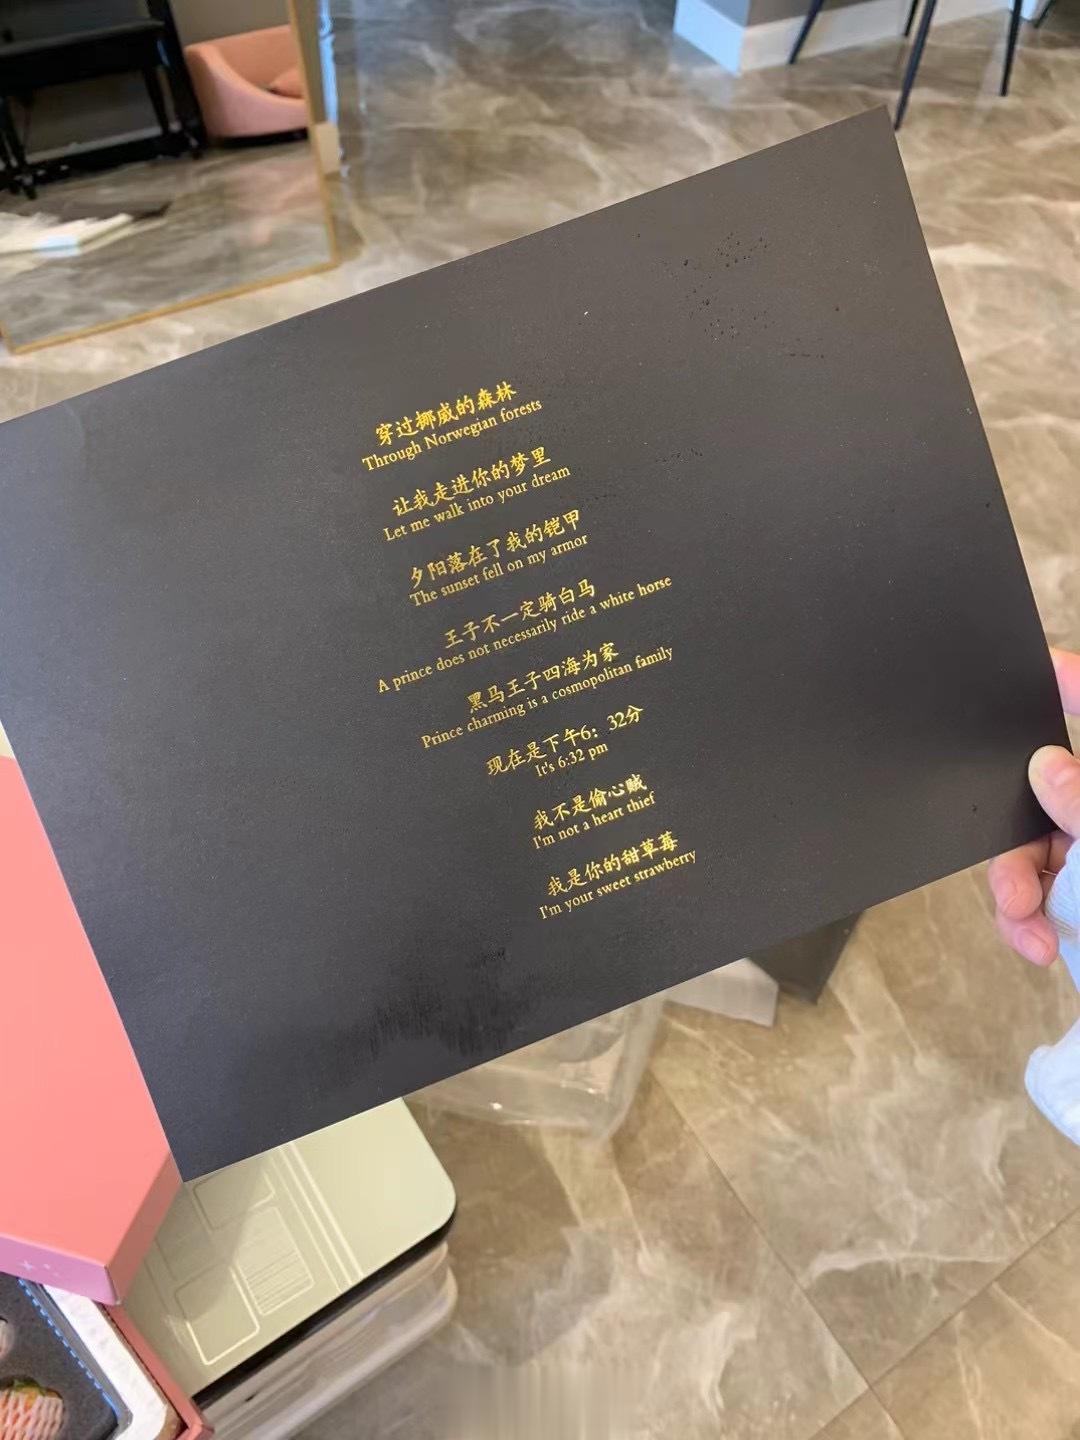 穿过挪威的森林
Through Norwegian forests
让我走进你的梦里
Let me walk into your dream
夕阳落在了我的铠甲
The sunset fell on my armor
王子不一定骑白马
A prince does not necessarily ride a white horse
黑马王子四海为家
Prince charming is a cosmopolitan family
现在是下午6：32分
It's 6:32 pm
我不是偷心贼
I'm not a heart thief
我是你的甜草莓
I'm your sweet strawberry